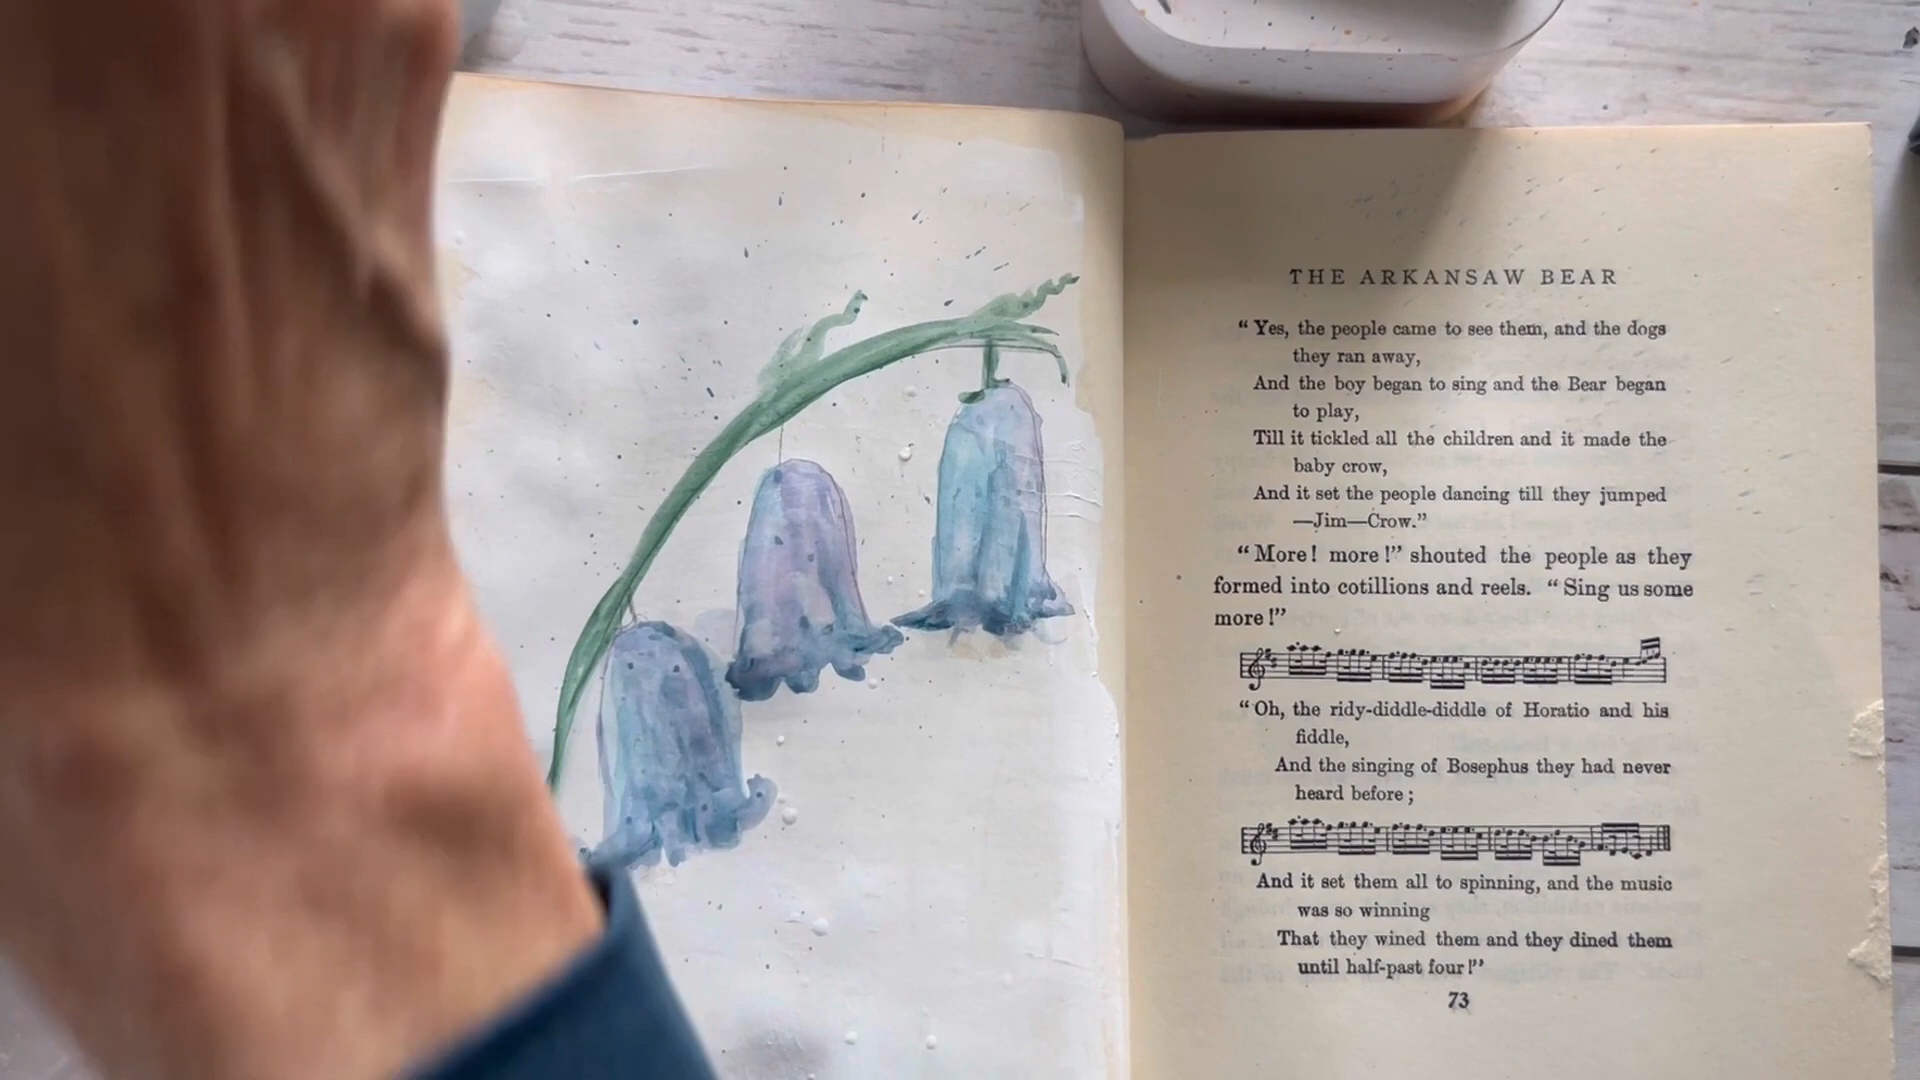 THE ARKANSAW BEAR
“Yes, the people came to see them, and the dogs
they ran away,
And the boy began to sing and the Bear began
to play,
Till it tickled all the children and it made the
baby crow,
And it set the people dancing till they jumped
—Jim—Crow.”
“More! more!” shouted the people as they
formed into cotillions and reels. “Sing us some
more!”
“Oh, the ridy-diddle-diddle of Horatio and his
fiddle,
And the singing of Bosephus they had never
heard before;
And it set them all to spinning, and the music
was so winning
That they wined them and they dined them
until half-past four!”
73